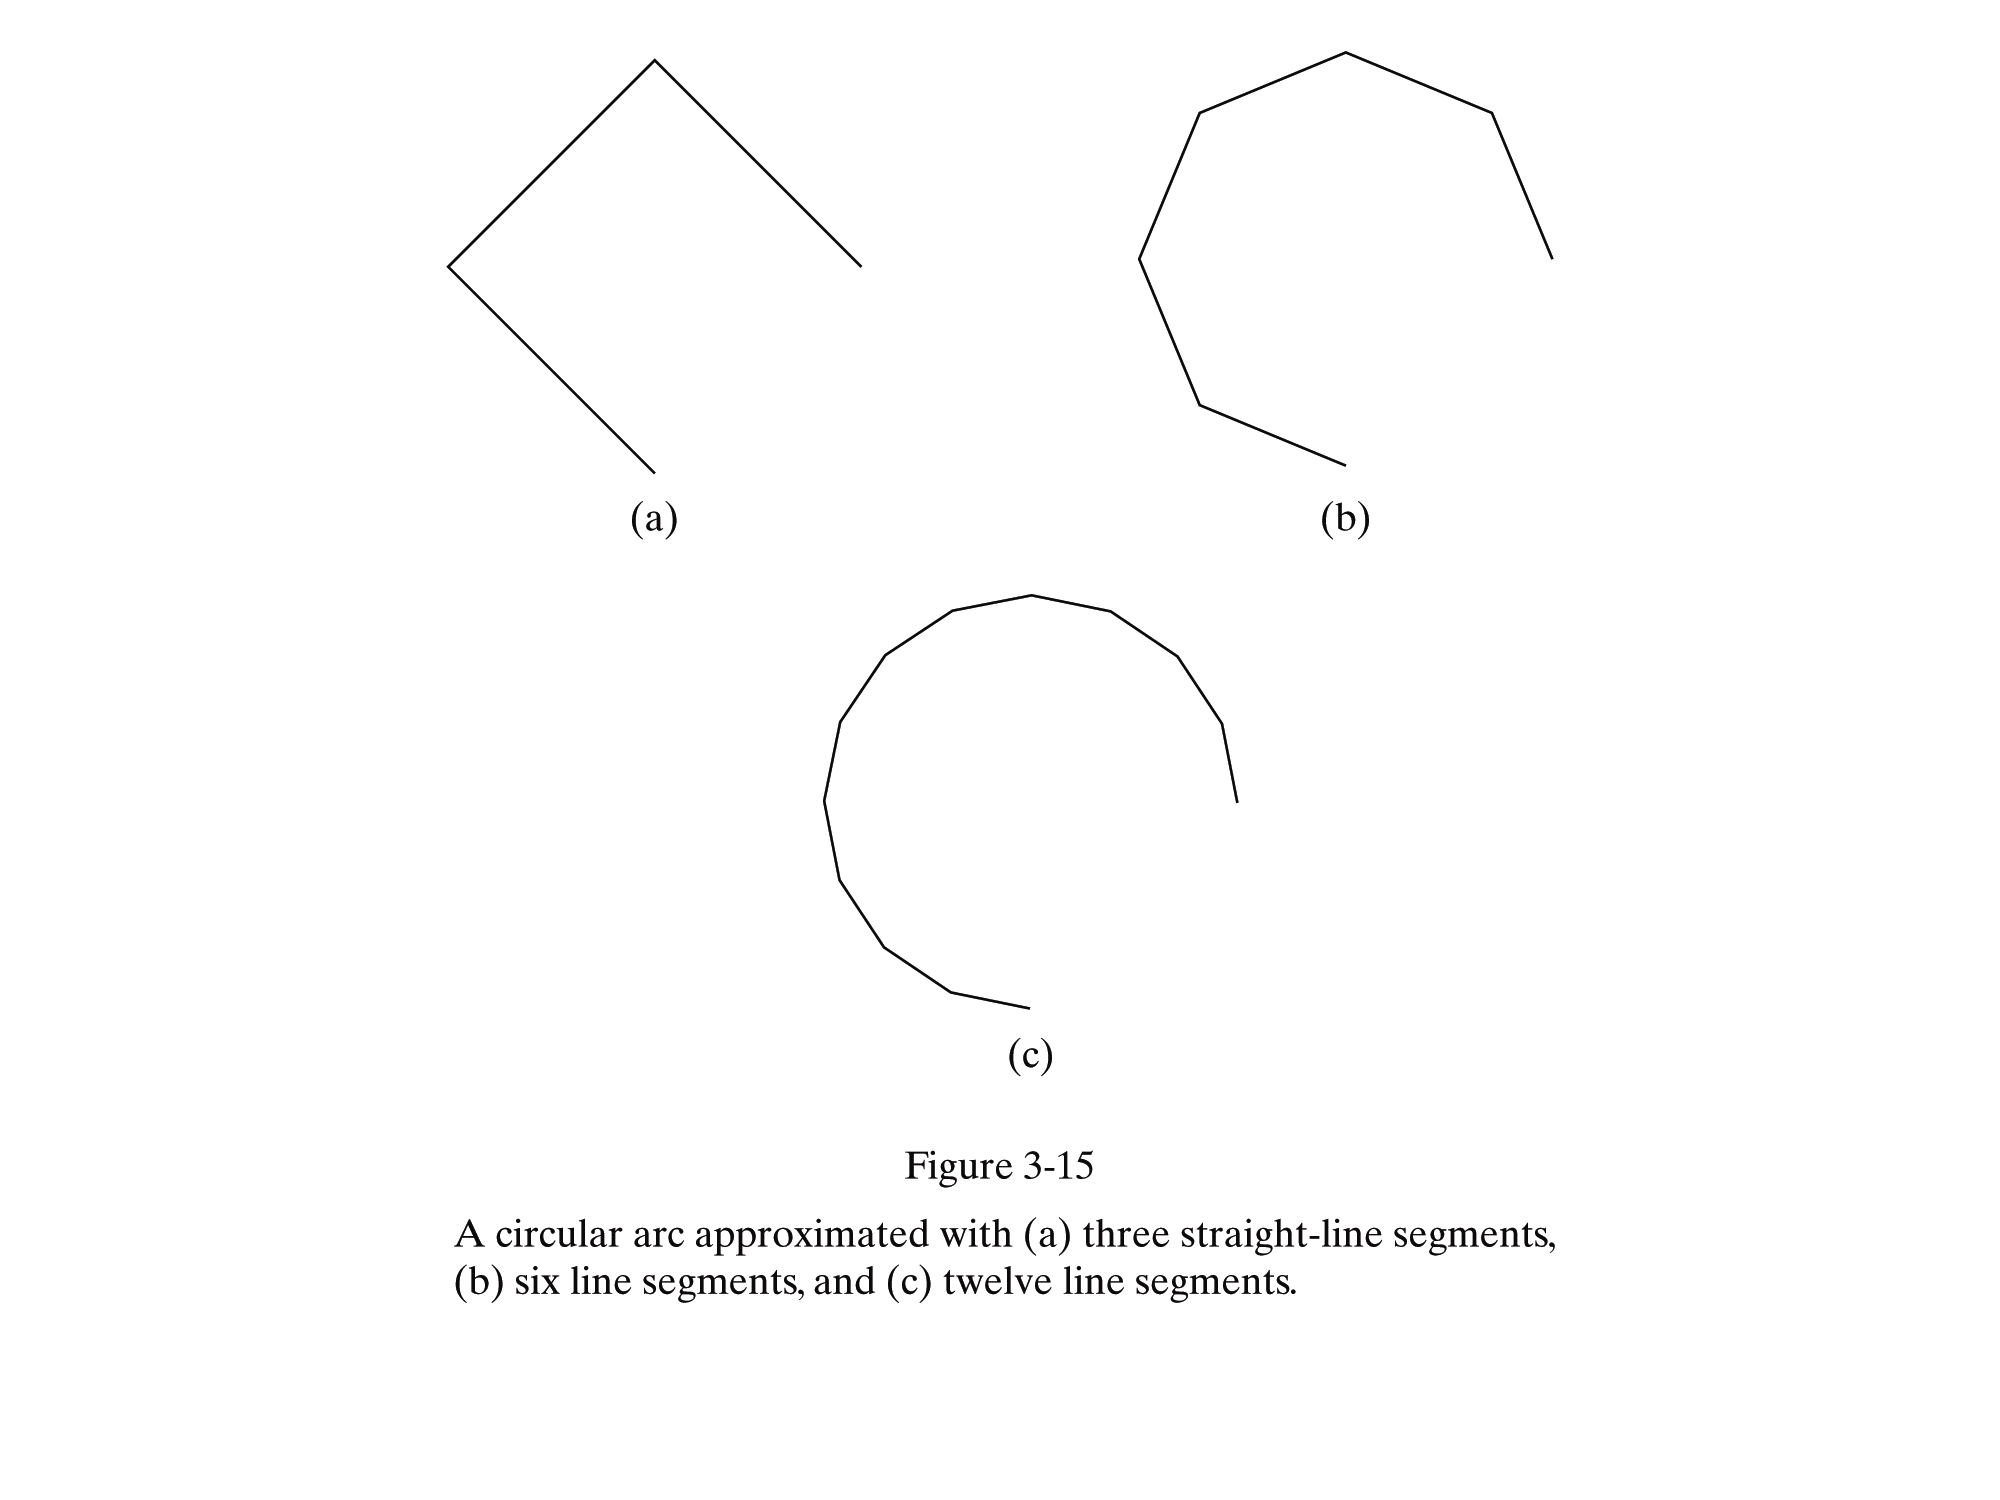 (a)
(b)
(c)
Figure 3-15
A circular arc approximated with (a) three straight-line segments,
(b) six line segments, and (c) twelve line segments.